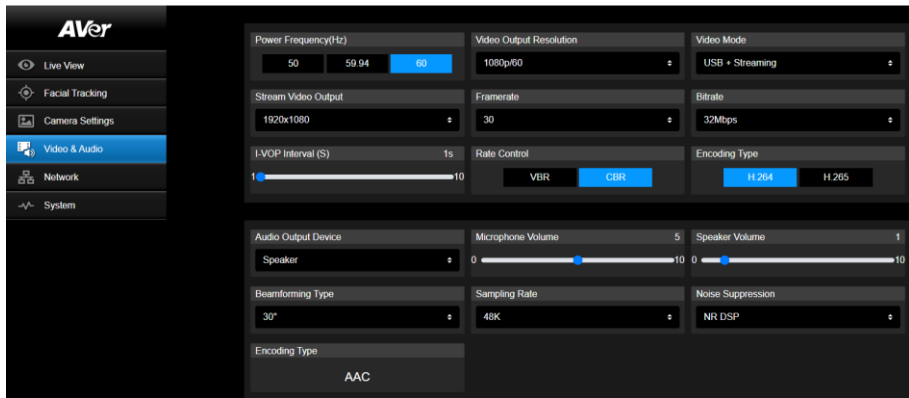 AVer
Live View
Facial Tracking
Camera Settings
Video & Audio
Network
System
Power Frequency(Hz)
50 59.94 60
Video Output Resolution
1080p/60
Video Mode
USB + Streaming
Stream Video Output
1920x1080
Framerate
30
Bitrate
32Mbps
I-VOP Interval (S) 1s
1 10
Rate Control
VBR CBR
Encoding Type
H.264 H.265
Audio Output Device
Speaker
Microphone Volume 5
0 10
Speaker Volume 1
0 10
Beamforming Type
30°
Sampling Rate
48K
Noise Suppression
NR DSP
Encoding Type
AAC